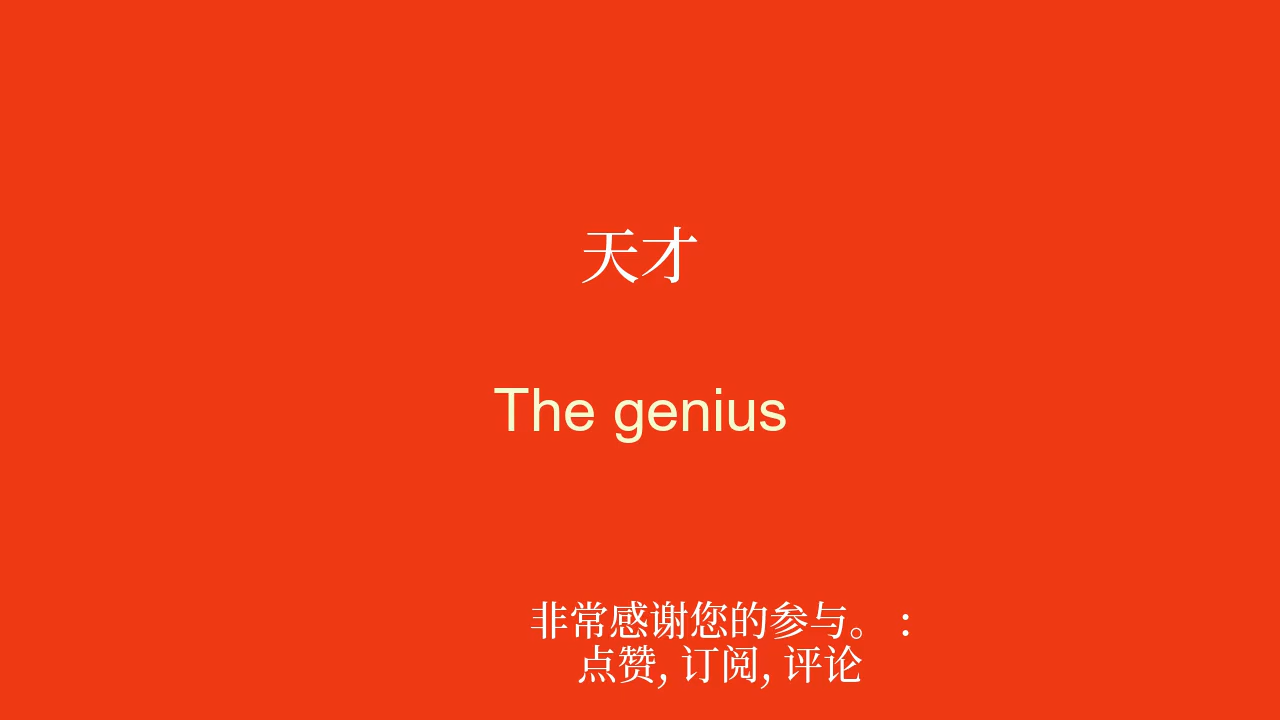 天才
The genius
非常感谢您的参与。 :
点赞, 订阅, 评论